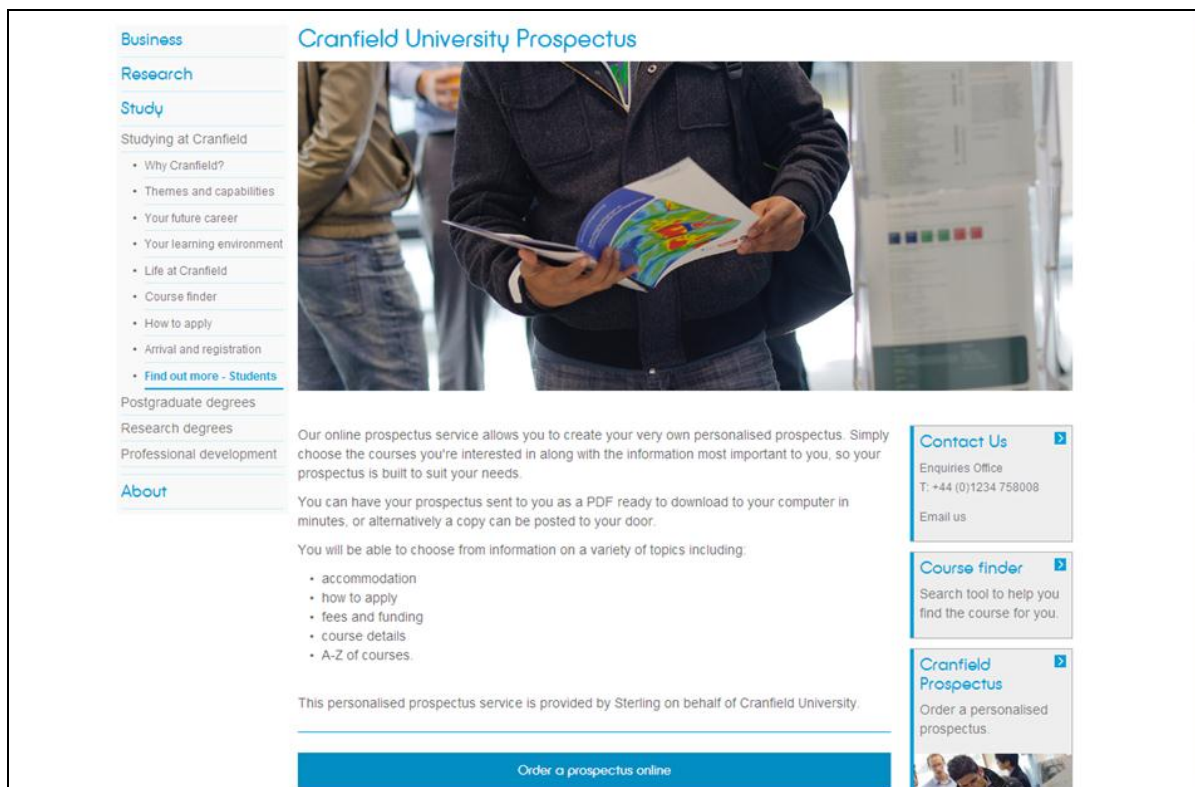 Business
Research
Study
Studying at Cranfield
• Why Cranfield?
• Themes and capabilities
• Your future career
• Your learning environment
• Life at Cranfield
• Course finder
• How to apply
• Arrival and registration
• Find out more - Students
Postgraduate degrees
Research degrees
Professional development
About
Cranfield University Prospectus
Our online prospectus service allows you to create your very own personalised prospectus. Simply
choose the courses you're interested in along with the information most important to you, so your
prospectus is built to suit your needs.
You can have your prospectus sent to you as a PDF ready to download to your computer in
minutes, or alternatively a copy can be posted to your door.
You will be able to choose from information on a variety of topics including:
• accommodation
• how to apply
• fees and funding
• course details
• A-Z of courses.
This personalised prospectus service is provided by Sterling on behalf of Cranfield University.
Order a prospectus online
Contact Us
Enquiries Office
T: +44 (0)1234 758008
Email us
Course finder
Search tool to help you
find the course for you.
Cranfield
Prospectus
Order a personalised
prospectus.